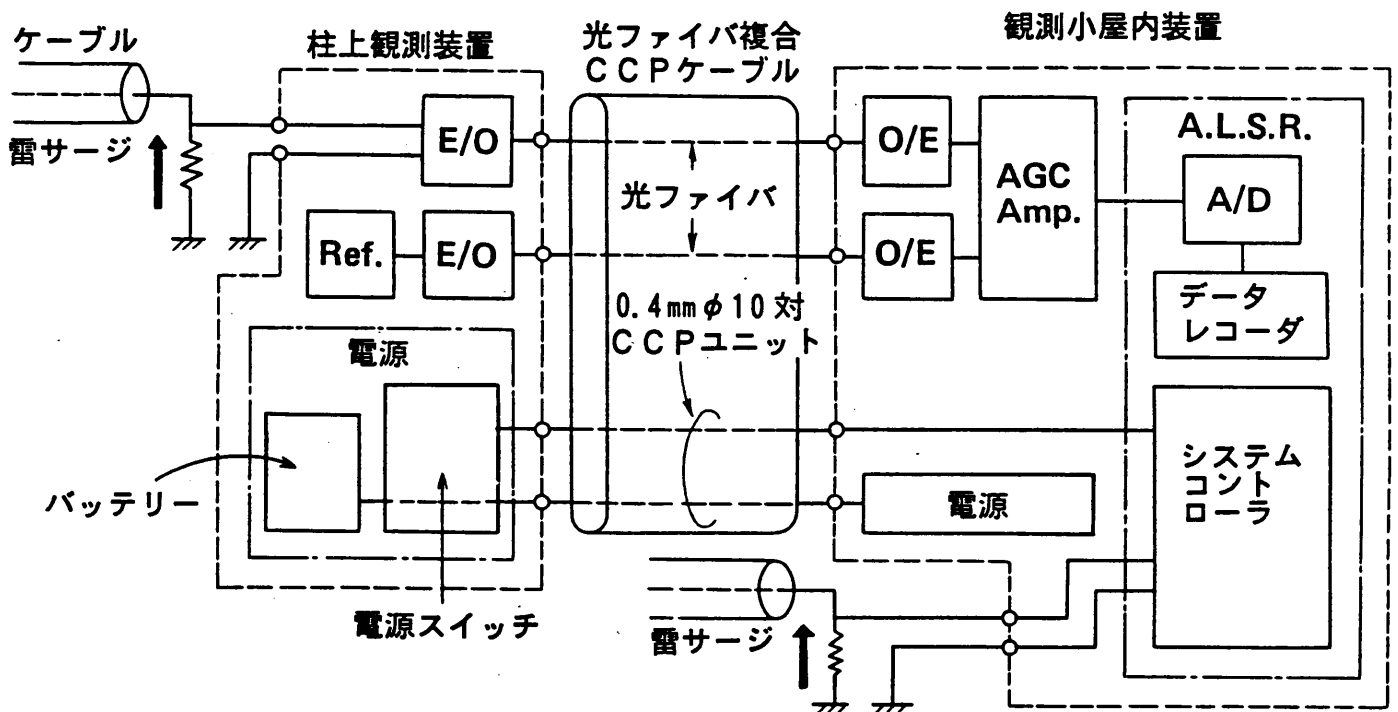 ケーブル
雷サージ
柱上観測装置
E/O
Ref.
E/O
電源
バッテリー
電源スイッチ
光ファイバ複合
CCPケーブル
光ファイバ
0.4mmφ10対
CCPユニット
雷サージ
観測小屋内装置
O/E
O/E
AGC
Amp.
A.L.S.R.
A/D
データ
レコーダ
システム
コント
ローラ
電源